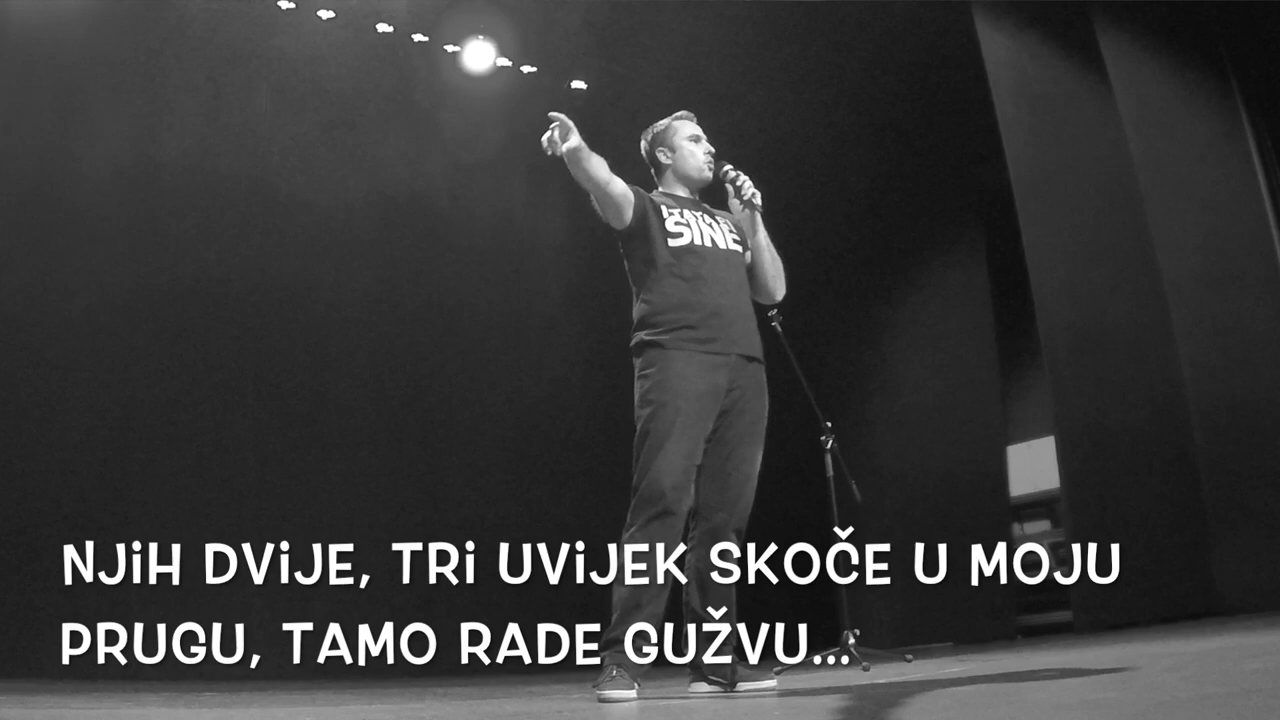 SINE
NJIH DVIJE, TRI UVIJEK SKOČE U MOJU
PRUGU, TAMO RADE GUŽVU...